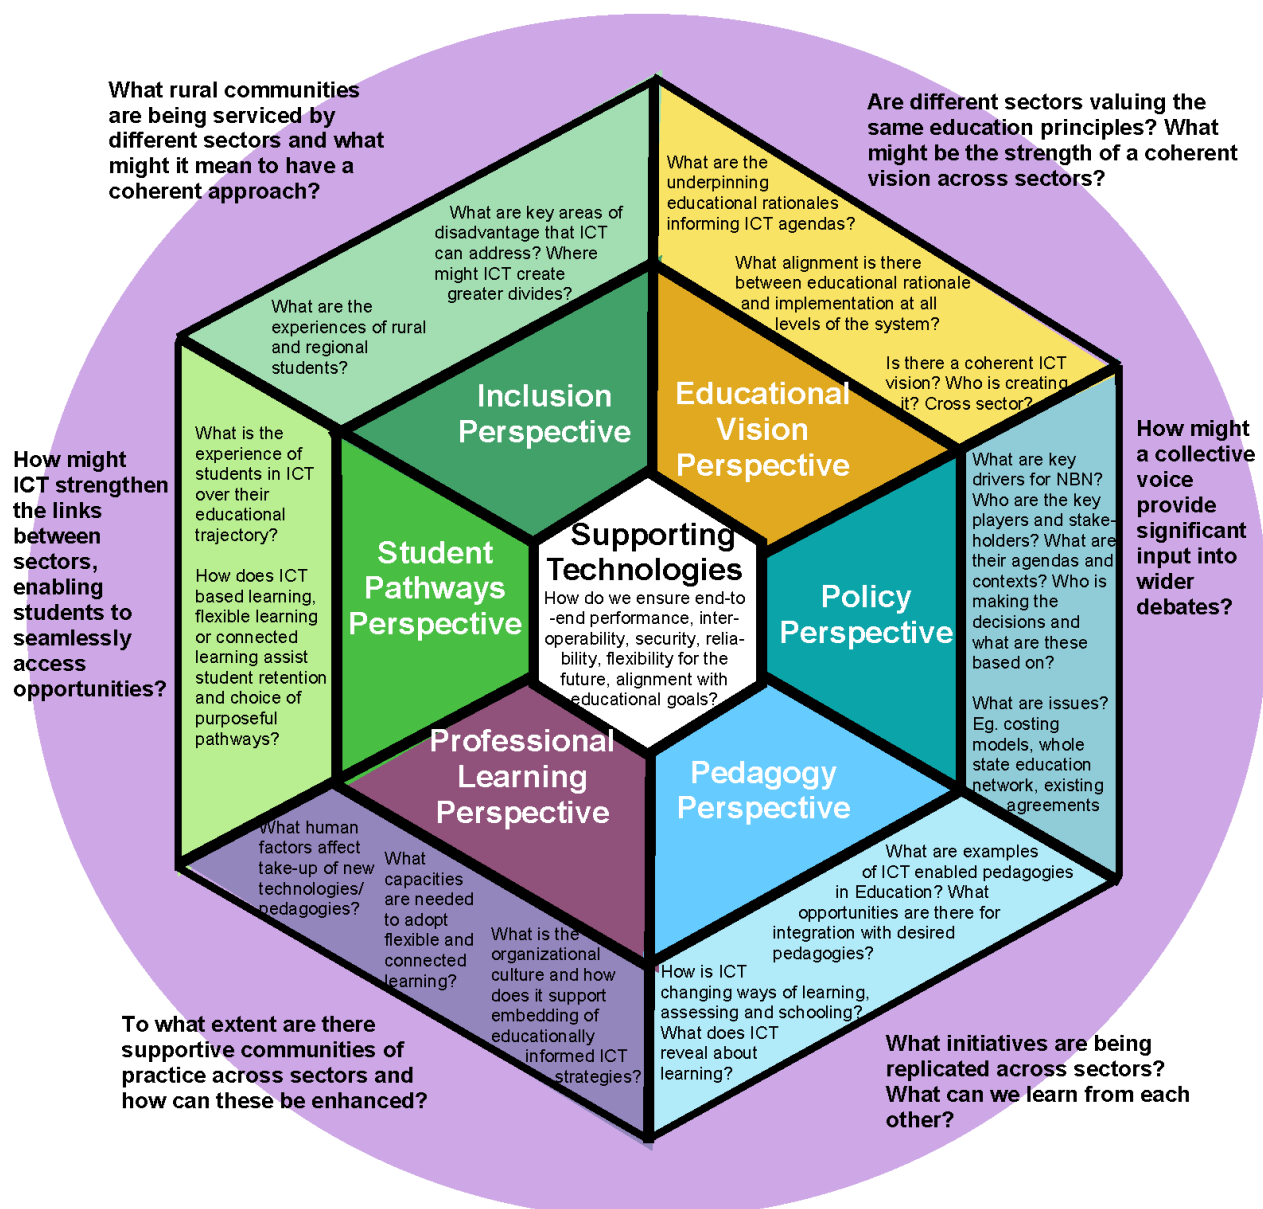 What rural communities
are being serviced by
different sectors and what
might it mean to have a
coherent approach?
Are different sectors valuing the
same education principles? What
might be the strength of a coherent
vision across sectors?
What are key areas of
disadvantage that ICT
can address? Where
might ICT create
greater divides?
What are the
experiences of rural
and regional
students?
What are the
underpinning
educational rationales
informing ICT agendas?
What alignment is there
between educational rationale
and implementation at all
levels of the system?
Is there a coherent ICT
vision? Who is creating
it? Cross sector?
Inclusion
Perspective
Educational
Vision
Perspective
How might
ICT strengthen
the links
between
sectors,
enabling
students to
seamlessly
access
opportunities?
What is the
experience of
students in ICT
over their
educational
trajectory?
How does ICT
based learning,
flexible learning
or connected
learning assist
student retention
and choice of
purposeful
pathways?
Student
Pathways
Perspective
Supporting
Technologies
How do we ensure end-to
-end performance, inter-
operability, security, relia-
bility, flexibility for the
future, alignment with
educational goals?
Policy
Perspective
What are key
drivers for NBN?
Who are the key
players and stake-
holders? What are
their agendas and
contexts? Who is
making the
decisions and
what are these
based on?
What are issues?
Eg. costing
models, whole
state education
network, existing
agreements
How might
a collective
voice
provide
significant
input into
wider
debates?
Professional
Learning
Perspective
Pedagogy
Perspective
What human
factors affect
take-up of new
technologies/
pedagogies?
What
capacities
are needed
to adopt
flexible and
connected
learning?
What is the
organizational
culture and how
does it support
embedding of
educationally
informed ICT
strategies?
What are examples
of ICT enabled pedagogies
in Education? What
opportunities are there for
integration with desired
pedagogies?
How is ICT
changing ways of learning,
assessing and schooling?
What does ICT
reveal about
learning?
To what extent are there
supportive communities of
practice across sectors and
how can these be enhanced?
What initiatives are being
replicated across sectors?
What can we learn from each
other?